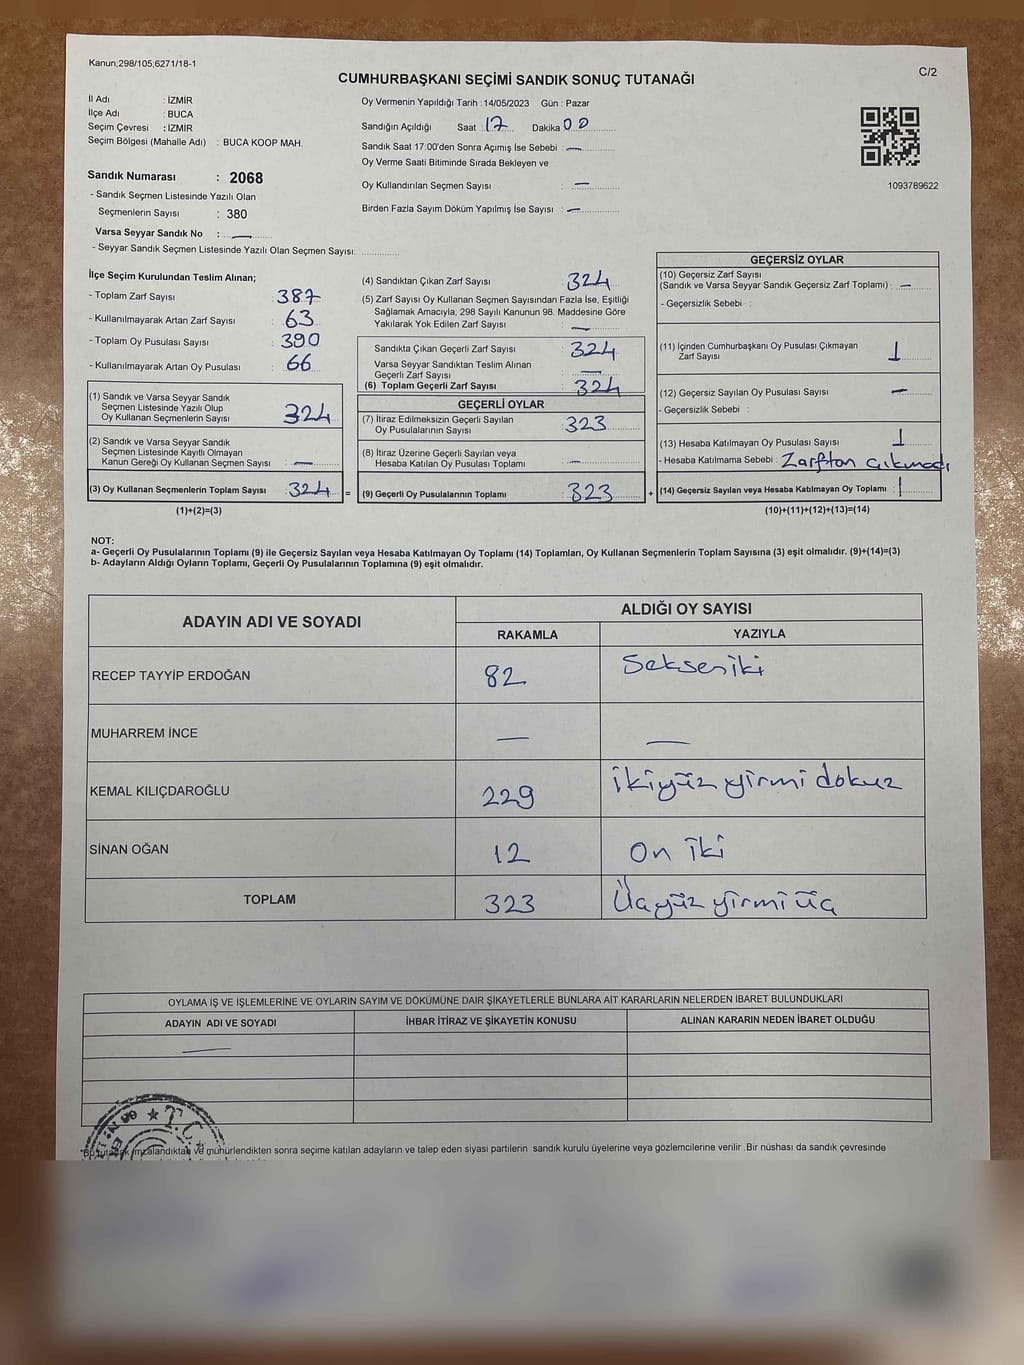 Kanun;298/105;6271/18-1
C/2
CUMHURBAŞKANI SEÇİMİ SANDIK SONUÇ TUTANAĞI
İl Adı : İZMİR
İlçe Adı : BUCA
Seçim Çevresi : İZMİR
Seçim Bölgesi (Mahalle Adı) : BUCA KOOP MAH.
Sandık Numarası : 2068
- Sandık Seçmen Listesinde Yazılı Olan
Seçmenlerin Sayısı : 380
Varsa Seyyar Sandık No : —
- Seyyar Sandık Seçmen Listesinde Yazılı Olan Seçmen Sayısı:
Oy Vermenin Yapıldığı Tarih : 14/05/2023 Gün : Pazar
Sandığın Açıldığı Saat 17 Dakika 00
Sandık Saat 17:00'den Sonra Açımış İse Sebebi : —
Oy Verme Saati Bitiminde Sırada Bekleyen ve
Oy Kullandırılan Seçmen Sayısı : —
Birden Fazla Sayım Döküm Yapılmış İse Sayısı : —
1093789622
İlçe Seçim Kurulundan Teslim Alınan;
- Toplam Zarf Sayısı : 387
- Kullanılmayarak Artan Zarf Sayısı : 63
- Toplam Oy Pusulası Sayısı : 390
- Kullanılmayarak Artan Oy Pusulası : 66
(1) Sandık ve Varsa Seyyar Sandık
Seçmen Listesinde Yazılı Olup
Oy Kullanan Seçmenlerin Sayısı : 324
(2) Sandık ve Varsa Seyyar Sandık
Seçmen Listesinde Kayıtlı Olmayan
Kanun Gereği Oy Kullanan Seçmen Sayısı : —
(3) Oy Kullanan Seçmenlerin Toplam Sayısı : 324 =
(1)+(2)=(3)
(4) Sandıktan Çıkan Zarf Sayısı : 324
(5) Zarf Sayısı Oy Kullanan Seçmen Sayısından Fazla İse, Eşitliği
Sağlamak Amacıyla; 298 Sayılı Kanunun 98. Maddesine Göre
Yakılarak Yok Edilen Zarf Sayısı : —
Sandıkta Çıkan Geçerli Zarf Sayısı : 324
Varsa Seyyar Sandıktan Teslim Alınan
Geçerli Zarf Sayısı : —
(6) Toplam Geçerli Zarf Sayısı : 324
GEÇERLİ OYLAR
(7) İtiraz Edilmeksizin Geçerli Sayılan
Oy Pusulalarının Sayısı : 323
(8) İtiraz Üzerine Geçerli Sayılan veya
Hesaba Katılan Oy Pusulaları Toplamı : —
(9) Geçerli Oy Pusulalarının Toplamı : 323 +
GEÇERSİZ OYLAR
(10) Geçersiz Zarf Sayısı
(Sandık ve Varsa Seyyar Sandık Geçersiz Zarf Toplamı) : —
- Geçersizlik Sebebi :
(11) İçinden Cumhurbaşkanı Oy Pusulası Çıkmayan
Zarf Sayısı : 1
(12) Geçersiz Sayılan Oy Pusulası Sayısı : —
- Geçersizlik Sebebi :
(13) Hesaba Katılmayan Oy Pusulası Sayısı : 1
- Hesaba Katılmama Sebebi : Zarftan çıkmadı
(14) Geçersiz Sayılan veya Hesaba Katılmayan Oy Toplamı : 1
(10)+(11)+(12)+(13)=(14)
NOT:
a- Geçerli Oy Pusulalarının Toplamı (9) ile Geçersiz Sayılan veya Hesaba Katılmayan Oy Toplamı (14) Toplamları, Oy Kullanan Seçmenlerin Toplam Sayısına (3) eşit olmalıdır. (9)+(14)=(3)
b- Adayların Aldığı Oyların Toplamı, Geçerli Oy Pusulalarının Toplamına (9) eşit olmalıdır.
ADAYIN ADI VE SOYADI ALDIĞI OY SAYISI
RAKAMLA YAZIYLA
RECEP TAYYİP ERDOĞAN 82 Seksen iki
MUHARREM İNCE — —
KEMAL KILIÇDAROĞLU 229 İkiyüz yirmi dokuz
SİNAN OĞAN 12 On iki
TOPLAM 323 Üçyüz yirmi üç
OYLAMA İŞ VE İŞLEMLERİNE VE OYLARIN SAYIM VE DÖKÜMÜNE DAİR ŞİKAYETLERLE BUNLARA AİT KARARLARIN NELERDEN İBARET BULUNDUKLARI
ADAYIN ADI VE SOYADI İHBAR İTİRAZ VE ŞİKAYETİN KONUSU ALINAN KARARIN NEDEN İBARET OLDUĞU
—
T.C.
*Bu tutanak imzalandıktan ve mühürlendikten sonra seçime katılan adayların ve talep eden siyasi partilerin sandık kurulu üyelerine veya gözlemcilerine verilir .Bir nüshası da sandık çevresinde